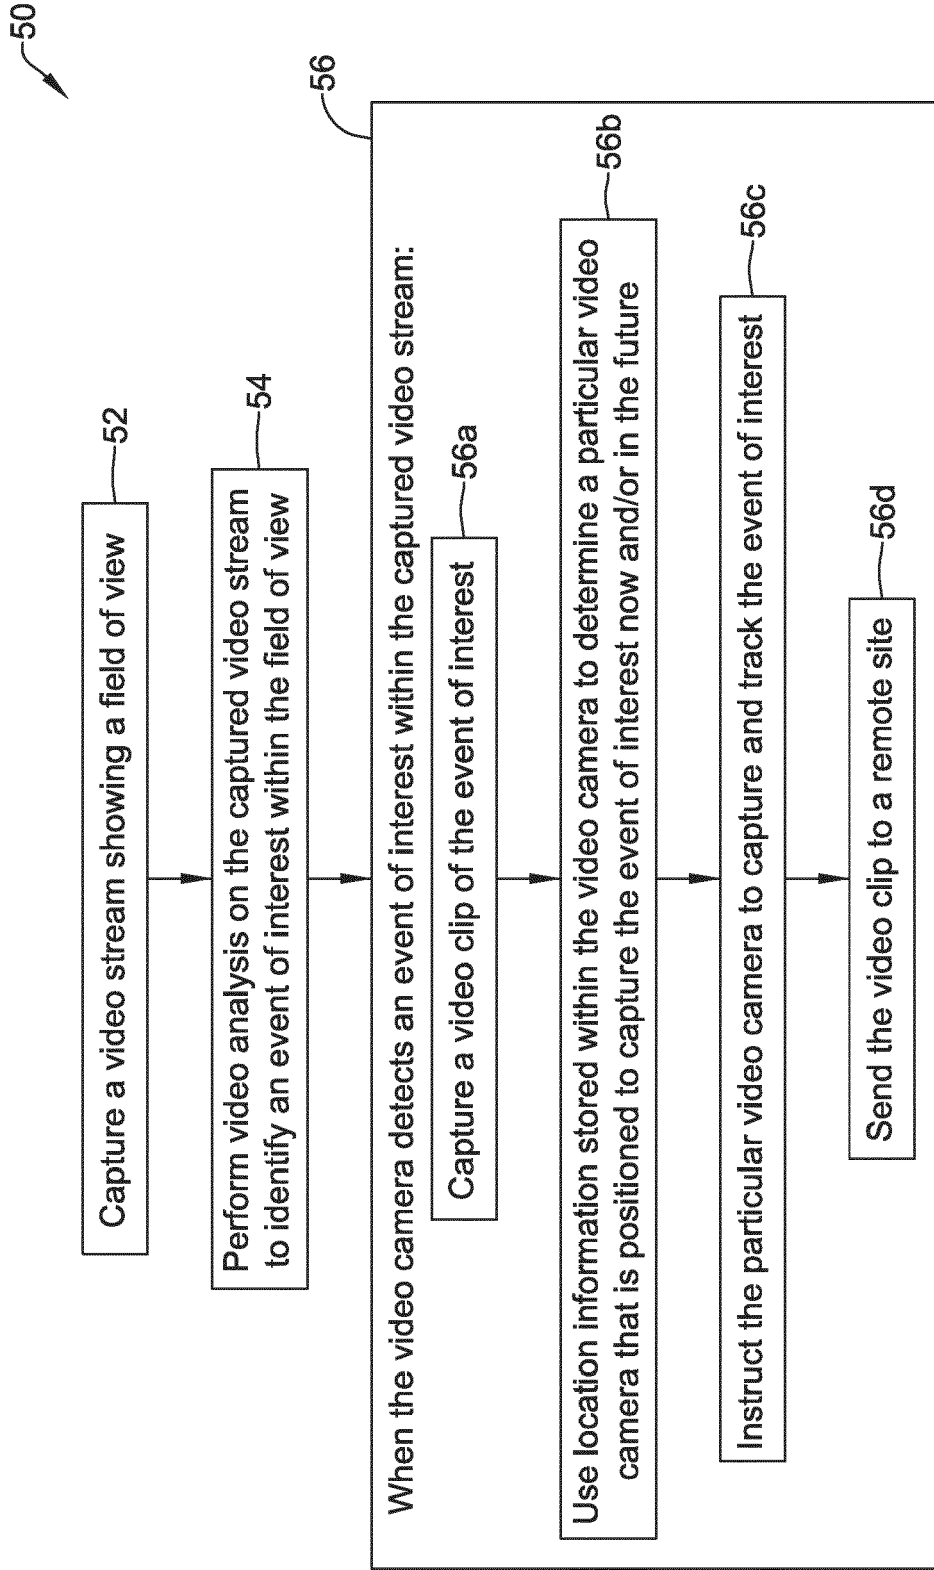 50
Capture a video stream showing a field of view
52
Perform video analysis on the captured video stream
to identify an event of interest within the field of view
54
56
When the video camera detects an event of interest within the captured video stream:
Capture a video clip of the event of interest
56a
Use location information stored within the video camera to determine a particular video
camera that is positioned to capture the event of interest now and/or in the future
56b
Instruct the particular video camera to capture and track the event of interest
56c
Send the video clip to a remote site
56d